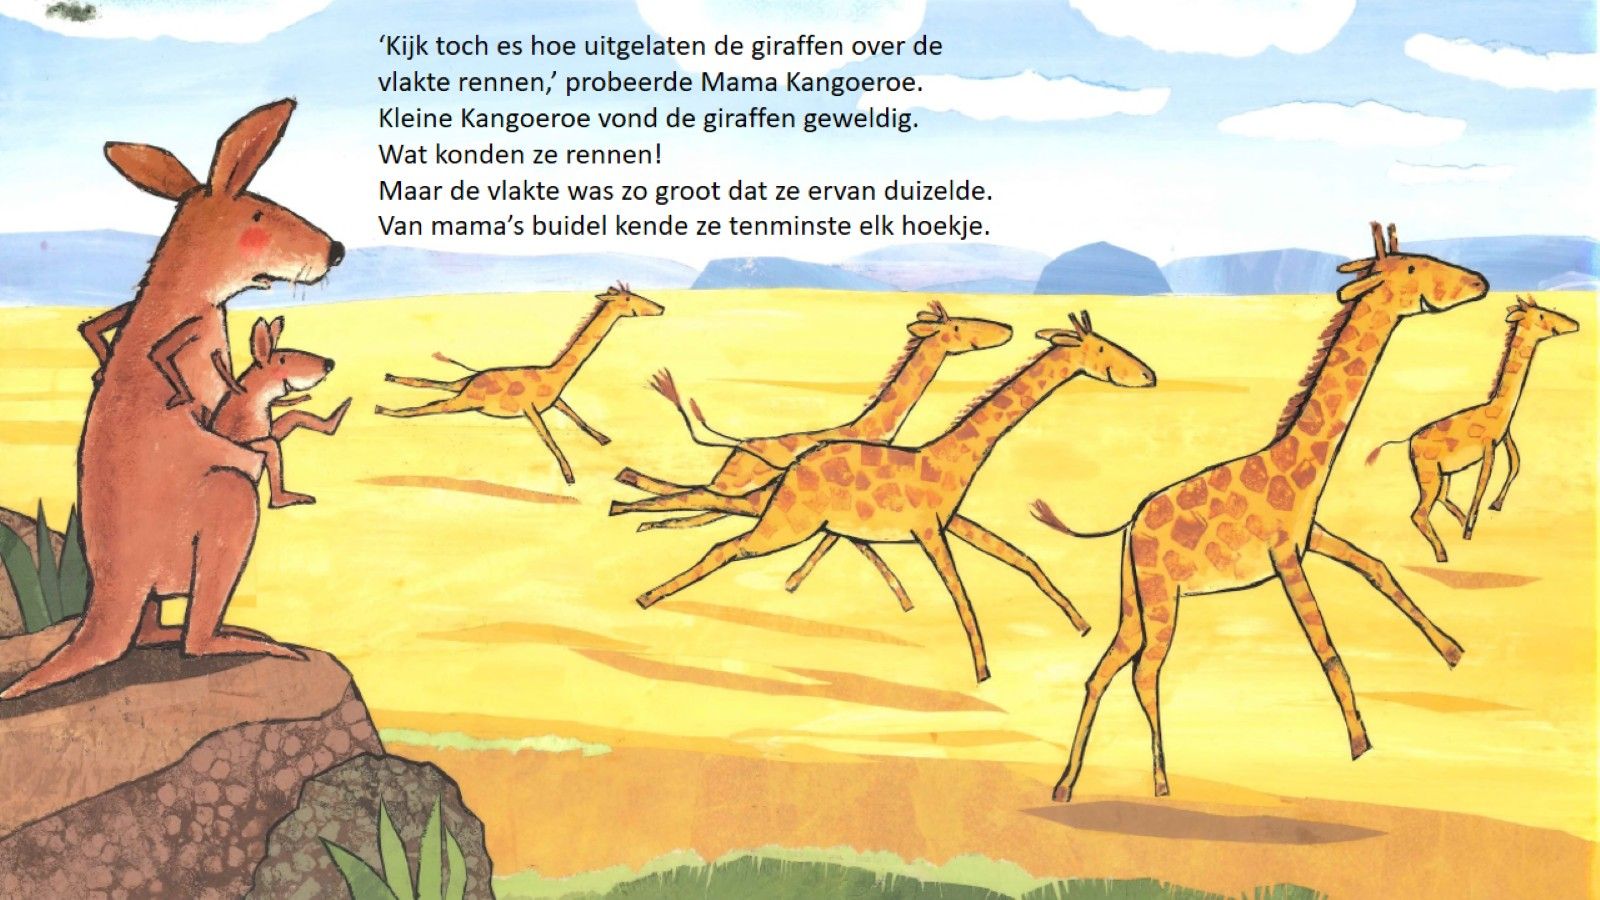 ‘Kijk toch es hoe uitgelaten de giraffen over de
vlakte rennen,’ probeerde Mama Kangoeroe.
Kleine Kangoeroe vond de giraffen geweldig.
Wat konden ze rennen!
Maar de vlakte was zo groot dat ze ervan duizelde.
Van mama’s buidel kende ze tenminste elk hoekje.